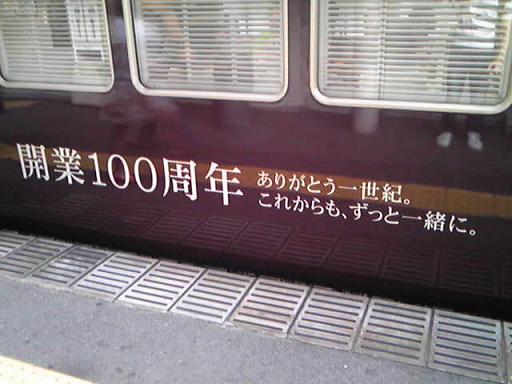 開業100周年
ありがとう一世紀。
これからも、ずっと一緒に。